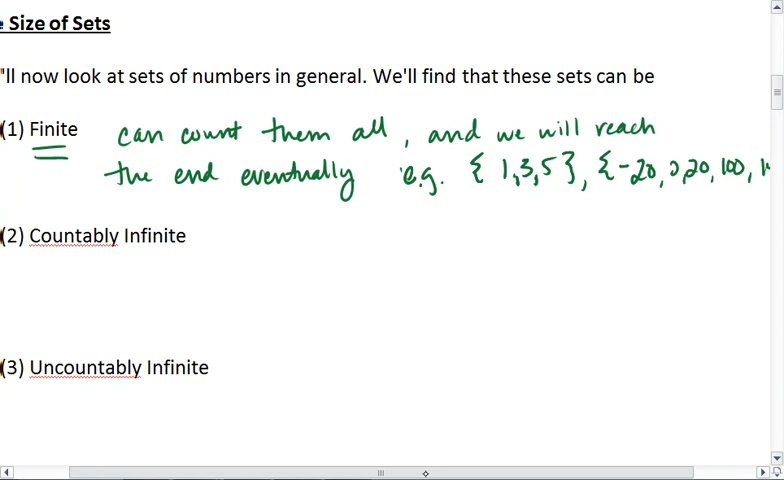 e Size of Sets
'll now look at sets of numbers in general. We'll find that these sets can be
(1) Finite can count them all, and we will reach
the end eventually e.g. { 1,3,5 }, { -20, 0,20, 100, 1
(2) Countably Infinite
(3) Uncountably Infinite